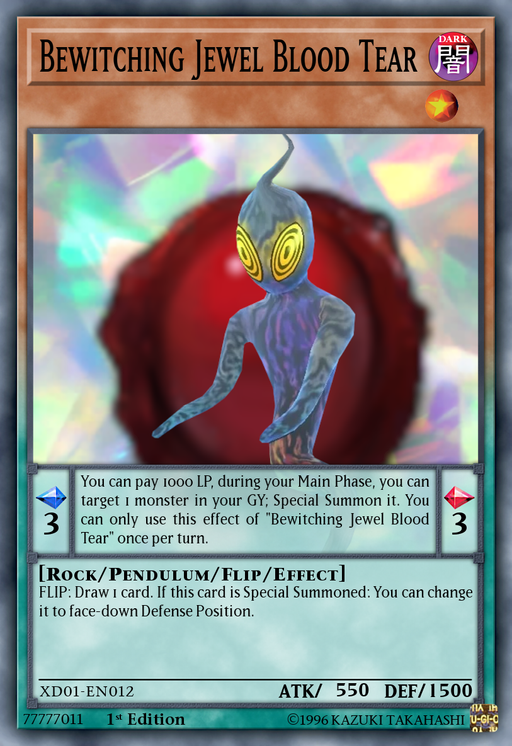 BEWITCHING JEWEL BLOOD TEAR
DARK
闇
You can pay 1000 LP, during your Main Phase, you can
target 1 monster in your GY; Special Summon it. You
can only use this effect of "Bewitching Jewel Blood
Tear" once per turn.
3
3
[ROCK/PENDULUM/FLIP/EFFECT]
FLIP: Draw 1 card. If this card is Special Summoned: You can change
it to face-down Defense Position.
XD01-EN012
ATK/ 550 DEF/1500
77777011 1st Edition ©1996 KAZUKI TAKAHASHI